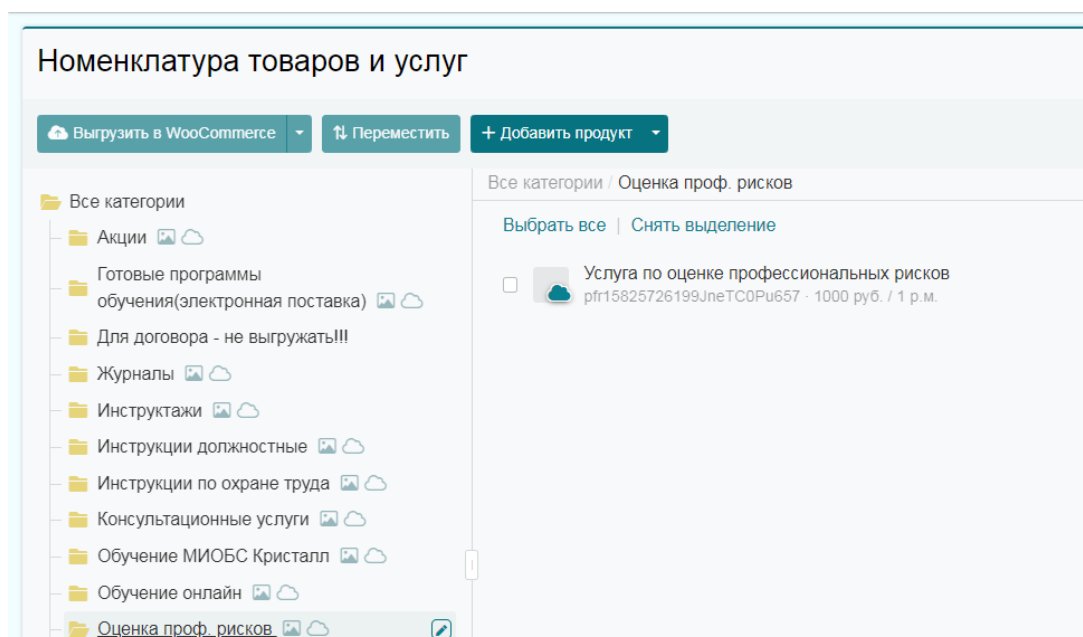 Номенклатура товаров и услуг
Выгрузить в WooCommerce
Переместить
+ Добавить продукт
Все категории
Акции
Готовые программы
обучения(электронная поставка)
Для договора - не выгружать!!!
Журналы
Инструктажи
Инструкции должностные
Инструкции по охране труда
Консультационные услуги
Обучение МИОБС Кристалл
Обучение онлайн
Оценка проф. рисков
Все категории / Оценка проф. рисков
Выбрать все | Снять выделение
Услуга по оценке профессиональных рисков
pfr15825726199JneTC0Pu657 · 1000 руб. / 1 р.м.